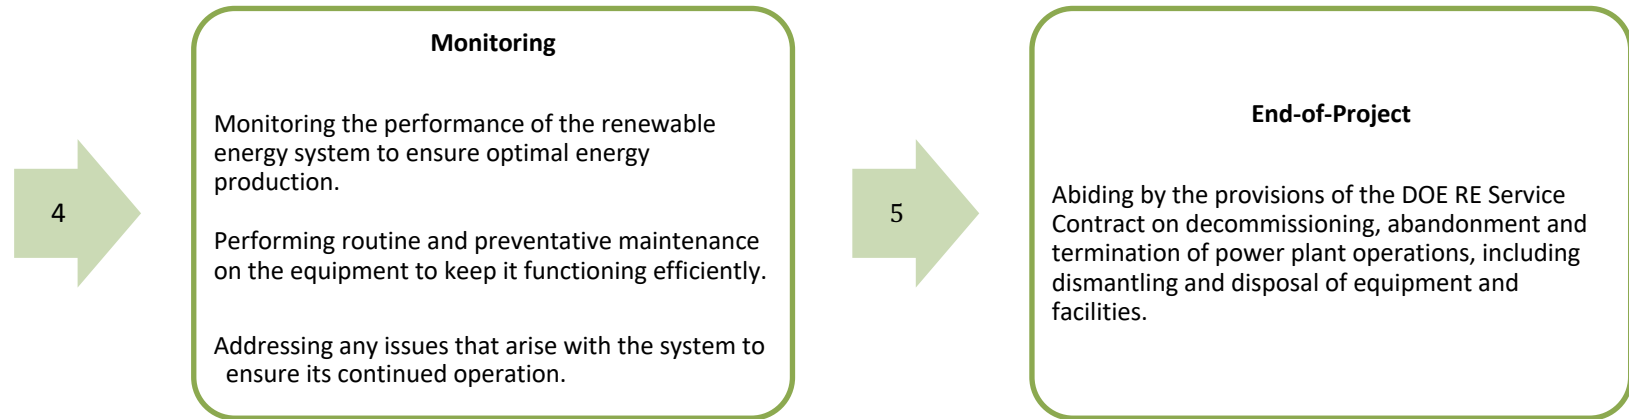 4
Monitoring
Monitoring the performance of the renewable
energy system to ensure optimal energy
production.
Performing routine and preventative maintenance
on the equipment to keep it functioning efficiently.
Addressing any issues that arise with the system to
ensure its continued operation.
5
End-of-Project
Abiding by the provisions of the DOE RE Service
Contract on decommissioning, abandonment and
termination of power plant operations, including
dismantling and disposal of equipment and
facilities.